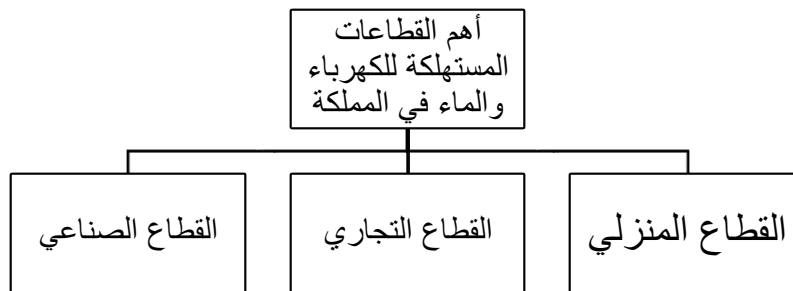 أهم القطاعات
المستهلكة للكهرباء
والماء في المملكة
القطاع المنزلي
القطاع التجاري
القطاع الصناعي